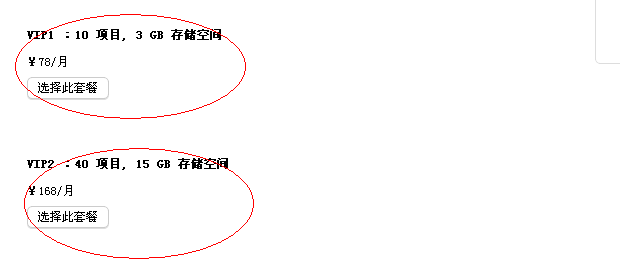 VIP1 ：10 项目, 3 GB 存储空间
￥78/月
选择此套餐
VIP2 ：40 项目, 15 GB 存储空间
￥168/月
选择此套餐